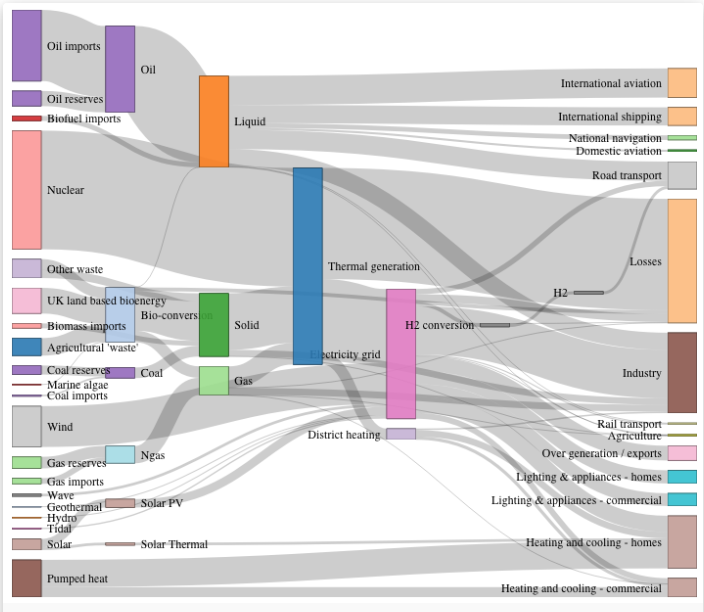 Oil imports
Oil
Oil reserves
Biofuel imports
Liquid
Nuclear
Other waste
UK land based bioenergy
Bio-conversion
Biomass imports
Solid
Agricultural 'waste'
Coal reserves
Coal
Gas
Marine algae
Coal imports
Wind
Ngas
Gas reserves
Gas imports
Wave
Solar PV
Geothermal
Hydro
Tidal
Solar
Solar Thermal
Pumped heat
Thermal generation
Electricity grid
District heating
H2 conversion
H2
International aviation
International shipping
National navigation
Domestic aviation
Road transport
Losses
Industry
Rail transport
Agriculture
Over generation / exports
Lighting & appliances - homes
Lighting & appliances - commercial
Heating and cooling - homes
Heating and cooling - commercial